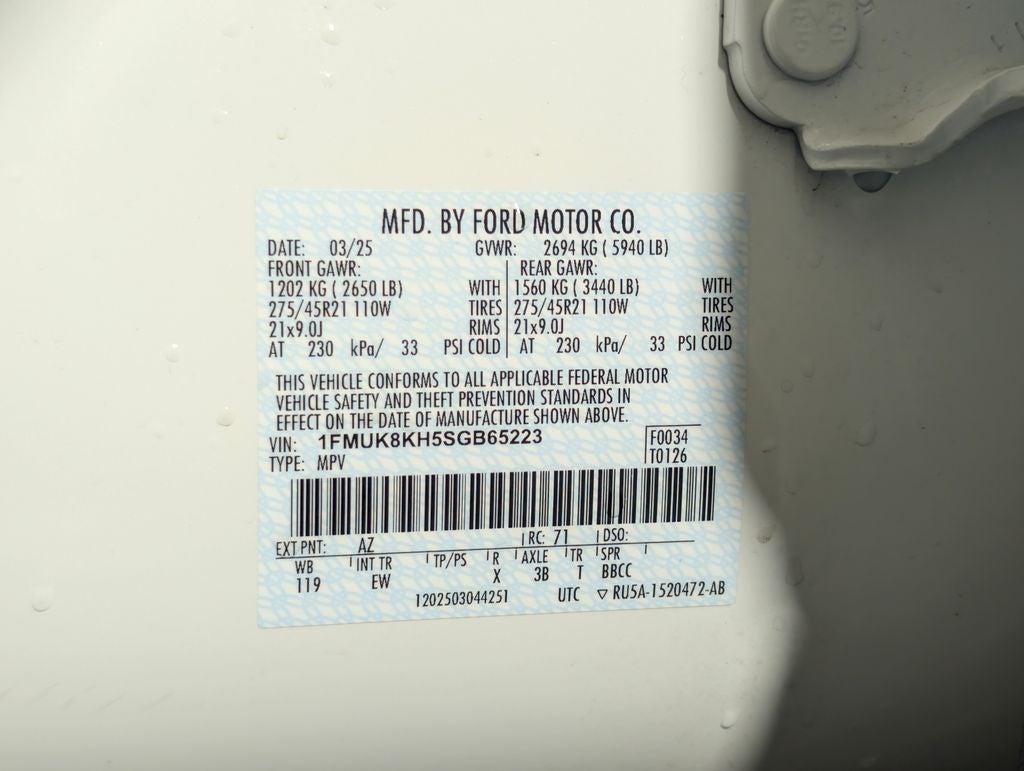 MFD. BY FORD MOTOR CO.
DATE: 03/25 GVWR: 2694 KG ( 5940 LB)
FRONT GAWR: REAR GAWR:
1202 KG ( 2650 LB) WITH 1560 KG ( 3440 LB) WITH
275/45R21 110W TIRES 275/45R21 110W TIRES
21x9.0J RIMS 21x9.0J RIMS
AT 230 kPa/ 33 PSI COLD AT 230 kPa/ 33 PSI COLD
THIS VEHICLE CONFORMS TO ALL APPLICABLE FEDERAL MOTOR
VEHICLE SAFETY AND THEFT PREVENTION STANDARDS IN
EFFECT ON THE DATE OF MANUFACTURE SHOWN ABOVE.
VIN: 1FMUK8KH5SGB65223 F0034
TYPE: MPV T0126
EXT PNT: AZ RC: 71 DSO:
WB INT TR TP/PS R AXLE TR SPR
119 EW X 3B T BBCC
1202503044251 UTC ▽ RU5A-1520472-AB